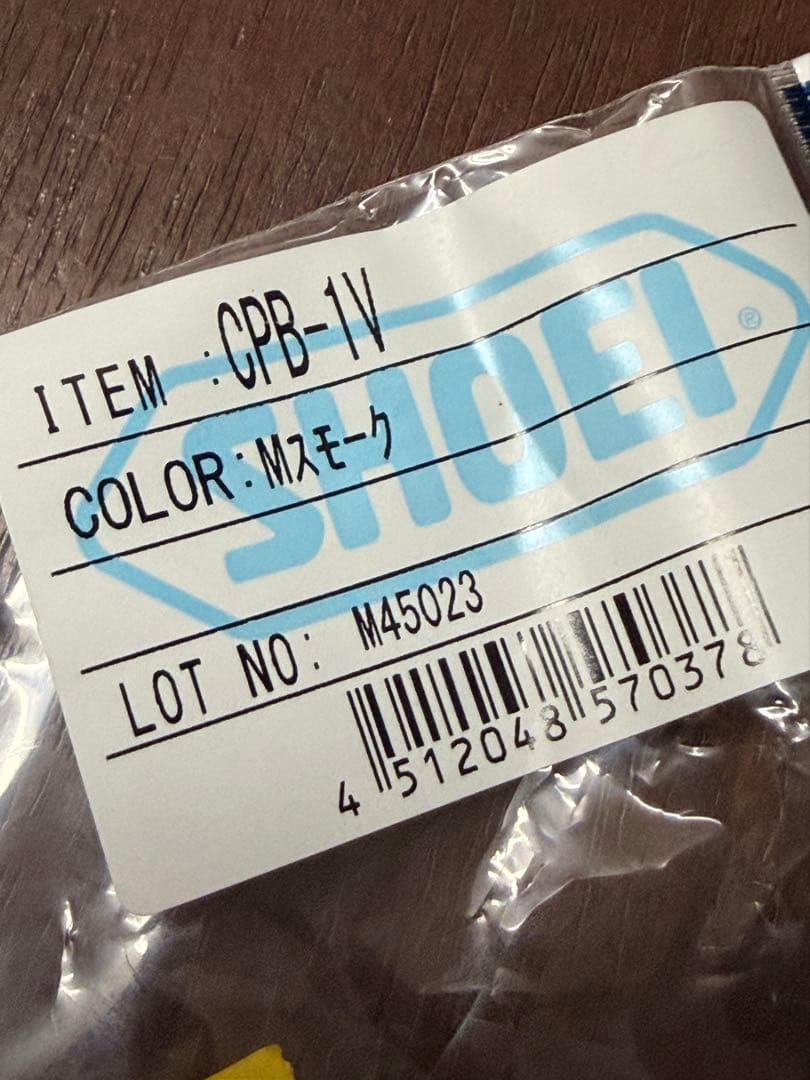 ITEM :CPB-1V
COLOR:Mスモーク
SHOEI®
LOT NO: M45023
4 512048 570378